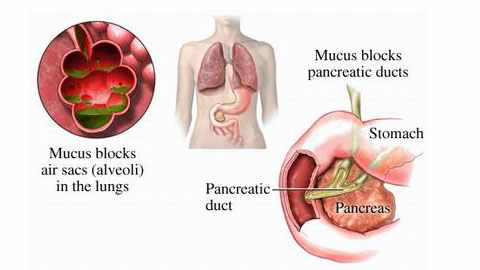 Mucus blocks
air sacs (alveoli)
in the lungs
Mucus blocks
pancreatic ducts
Stomach
Pancreatic
duct
Pancreas